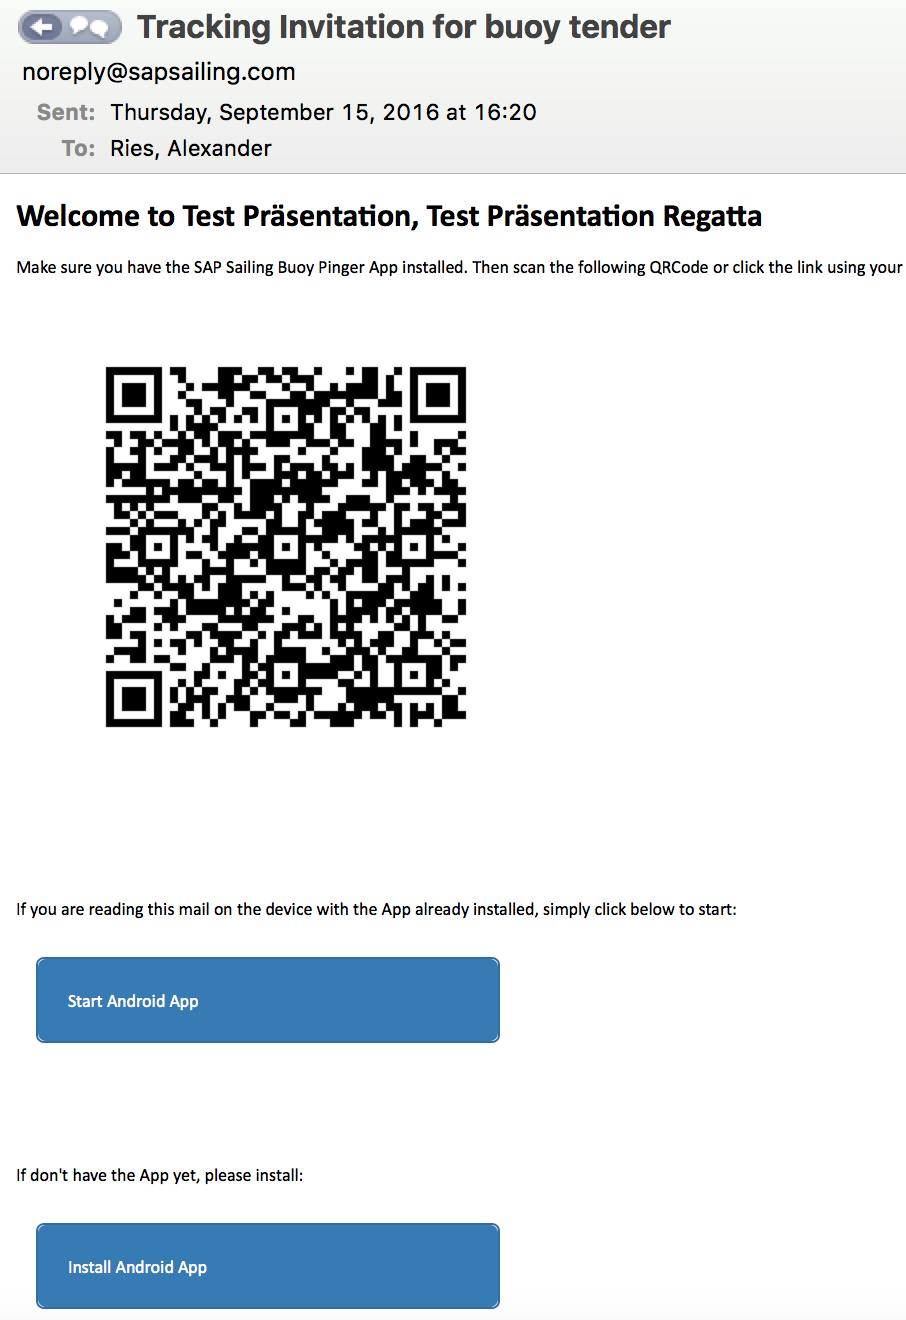 Tracking Invitation for buoy tender
noreply@sapsailing.com
Sent: Thursday, September 15, 2016 at 16:20
To: Ries, Alexander
Welcome to Test Präsentation, Test Präsentation Regatta
Make sure you have the SAP Sailing Buoy Pinger App installed. Then scan the following QRCode or click the link using your
If you are reading this mail on the device with the App already installed, simply click below to start:
Start Android App
If don't have the App yet, please install:
Install Android App